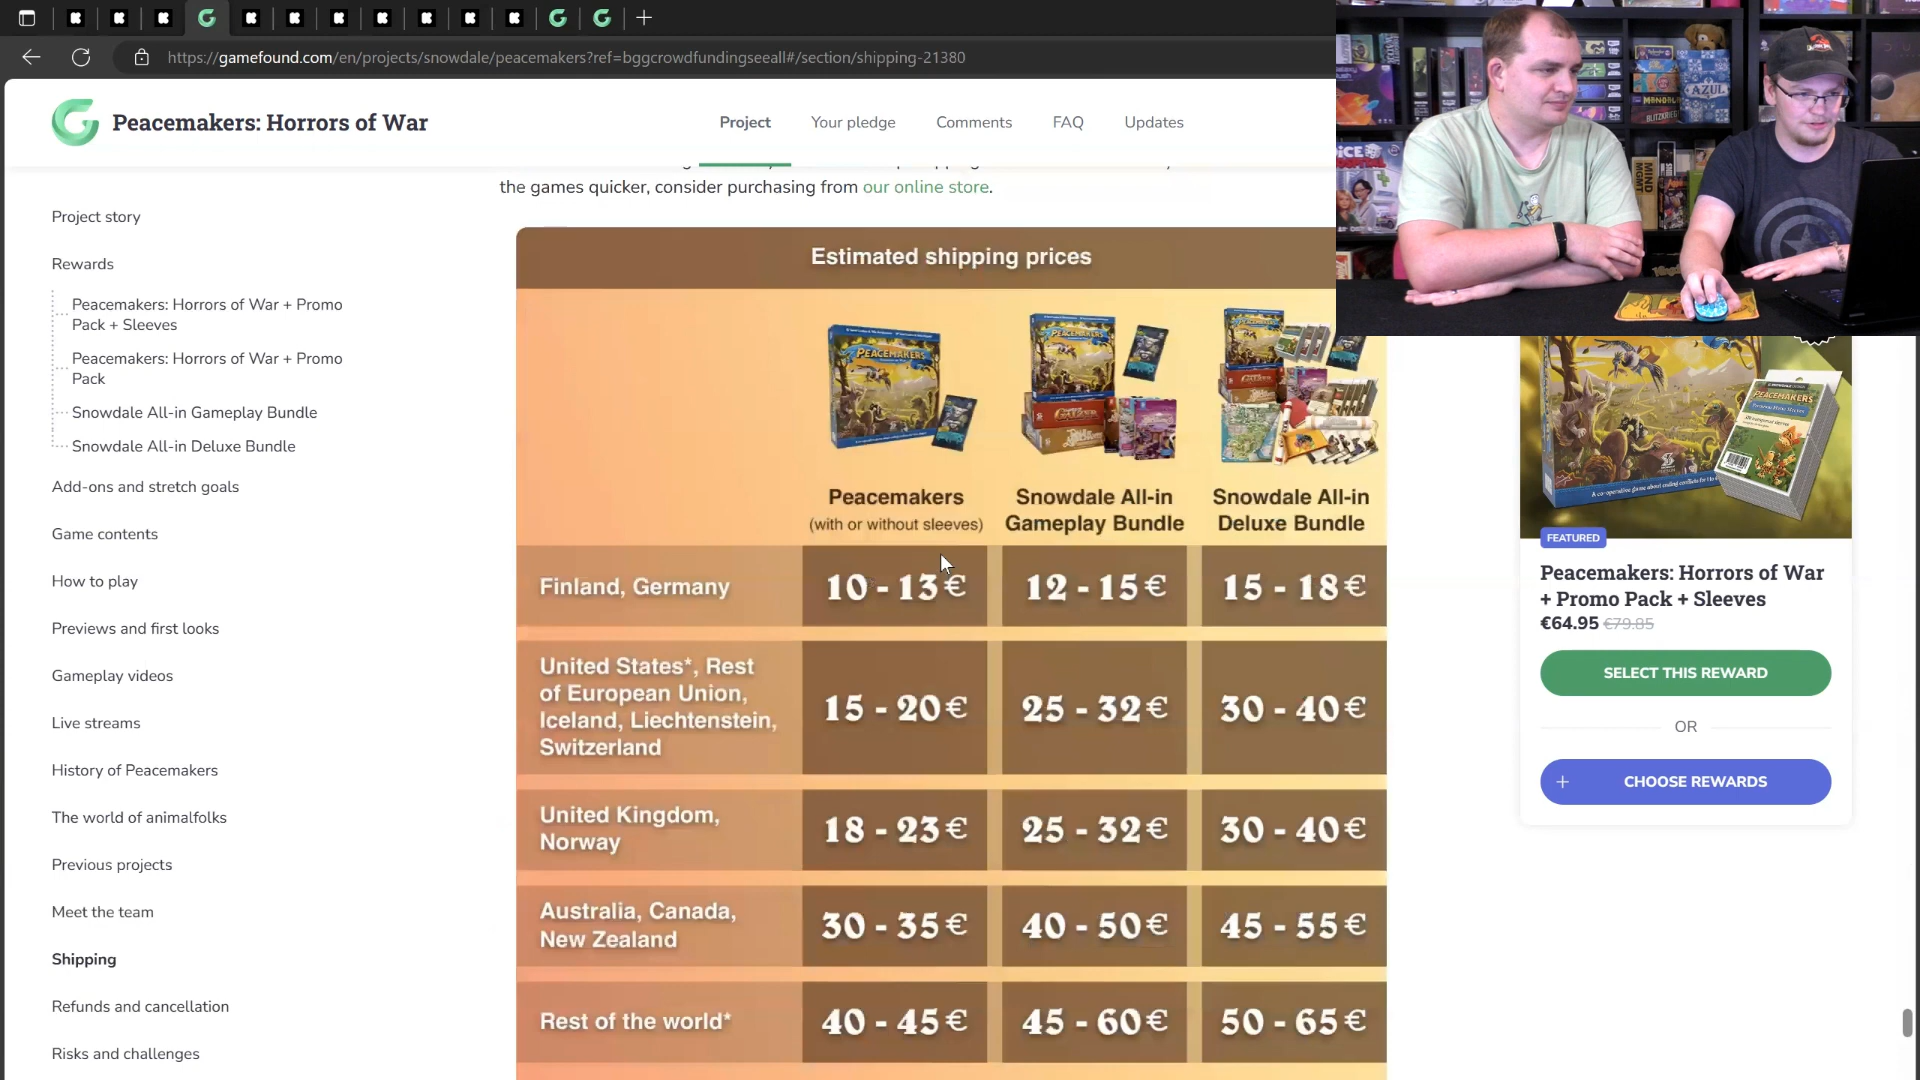 https://gamefound.com/en/projects/snowdale/peacemakers?ref=bggcrowdfundingseeall#/section/shipping-21380
Peacemakers: Horrors of War
Project
Your pledge
Comments
FAQ
Updates
the games quicker, consider purchasing from our online store.
Project story
Rewards
Peacemakers: Horrors of War + Promo
Pack + Sleeves
Peacemakers: Horrors of War + Promo
Pack
Snowdale All-in Gameplay Bundle
Snowdale All-in Deluxe Bundle
Add-ons and stretch goals
Game contents
How to play
Previews and first looks
Gameplay videos
Live streams
History of Peacemakers
The world of animalfolks
Previous projects
Meet the team
Shipping
Refunds and cancellation
Risks and challenges
Estimated shipping prices
PEACEMAKERS
PEACEMAKERS
PEACEMAKERS
Peacemakers
(with or without sleeves)
Snowdale All-in
Gameplay Bundle
Snowdale All-in
Deluxe Bundle
Finland, Germany
10 - 13 €
12 - 15 €
15 - 18 €
United States*, Rest
of European Union,
Iceland, Liechtenstein,
Switzerland
15 - 20 €
25 - 32 €
30 - 40 €
United Kingdom,
Norway
18 - 23 €
25 - 32 €
30 - 40 €
Australia, Canada,
New Zealand
30 - 35 €
40 - 50 €
45 - 55 €
Rest of the world*
40 - 45 €
45 - 60 €
50 - 65 €
AZUL
MIND
MGMT
PEACEMAKERS
FEATURED
Peacemakers: Horrors of War
+ Promo Pack + Sleeves
€64.95 €79.85
SELECT THIS REWARD
OR
+ CHOOSE REWARDS